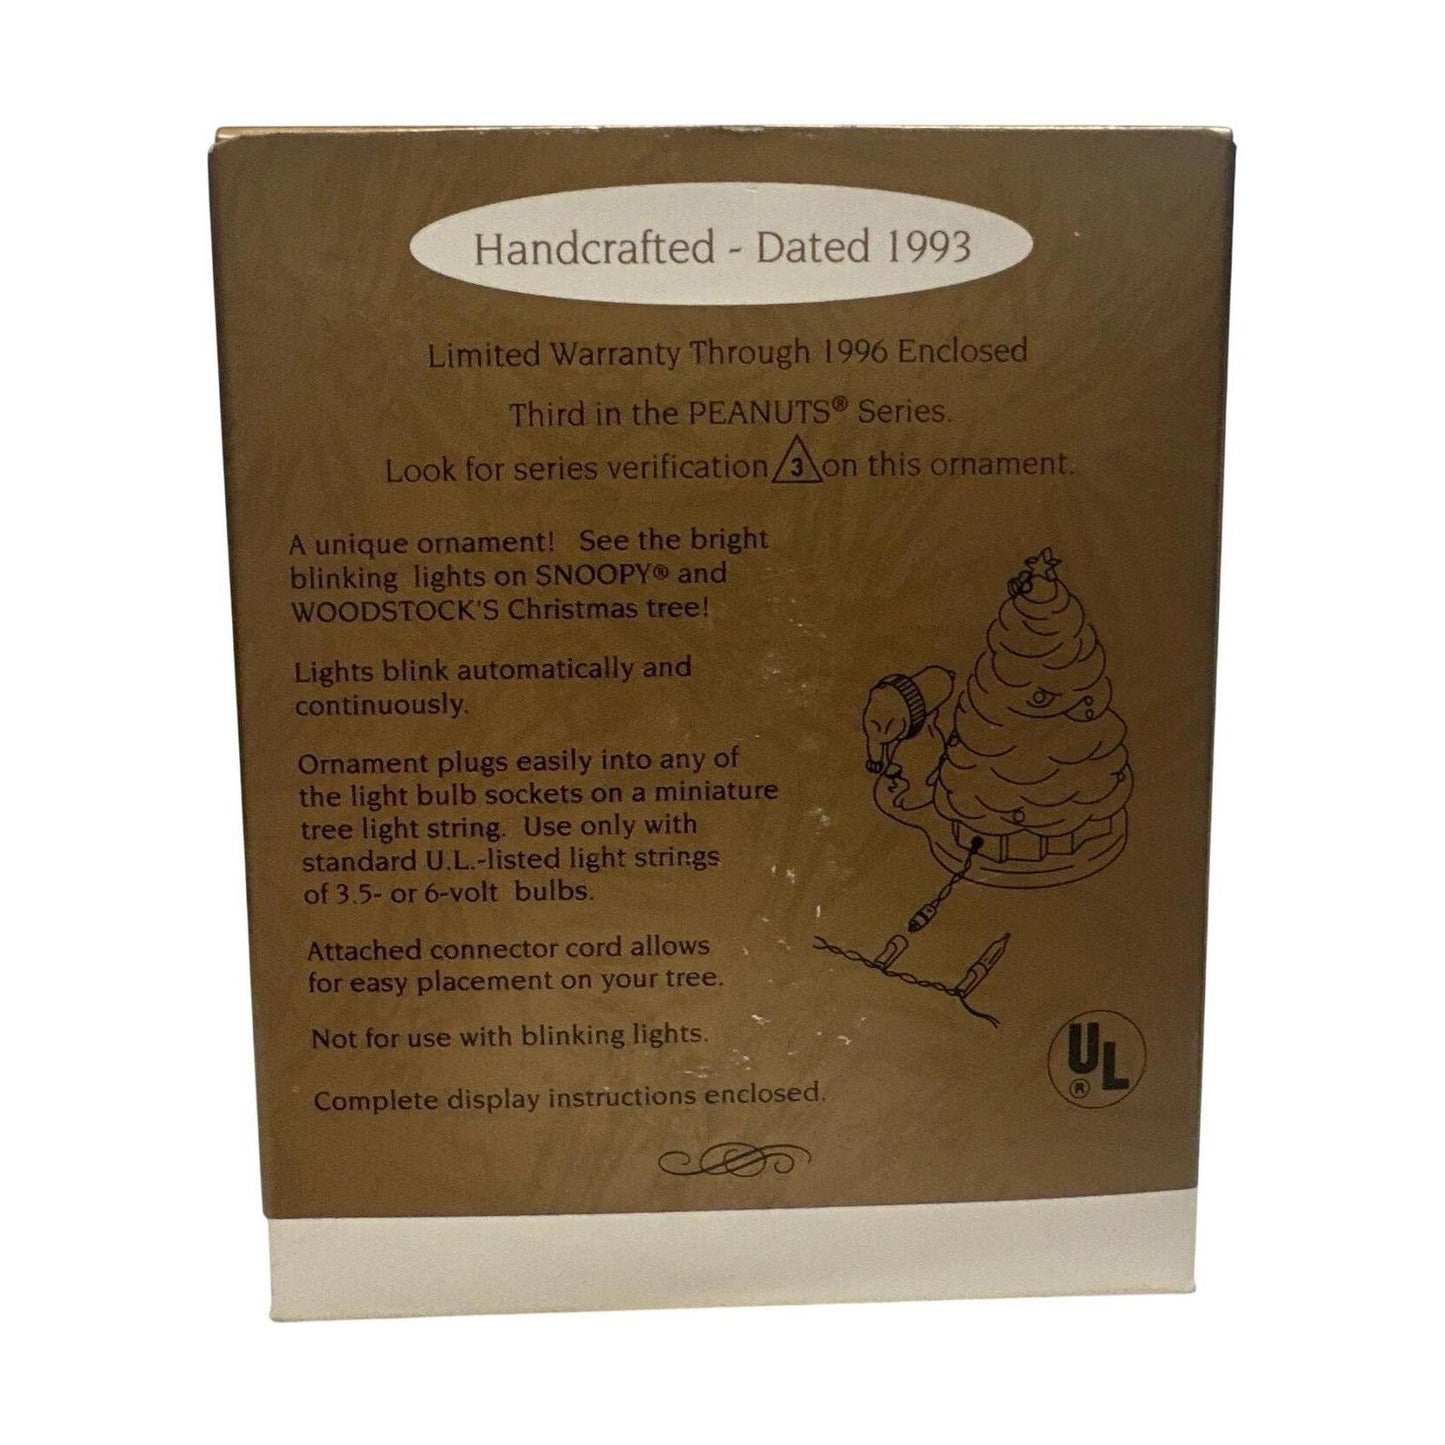 Handcrafted - Dated 1993
Limited Warranty Through 1996 Enclosed
Third in the PEANUTS® Series.
Look for series verification 3 on this ornament.
A unique ornament! See the bright
blinking lights on SNOOPY® and
WOODSTOCK'S Christmas tree!
Lights blink automatically and
continuously.
Ornament plugs easily into any of
the light bulb sockets on a miniature
tree light string. Use only with
standard U.L.-listed light strings
of 3.5- or 6-volt bulbs.
Attached connector cord allows
for easy placement on your tree.
Not for use with blinking lights.
Complete display instructions enclosed.
UL
®